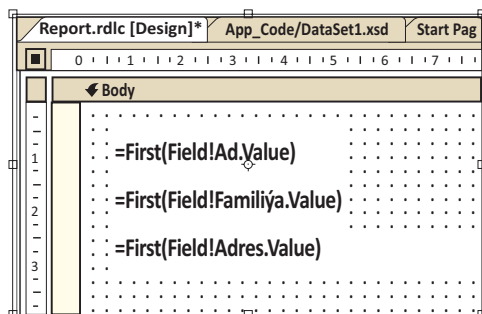 Report.rdlc [Design]* App_Code/DataSet1.xsd Start Pag
0 1 2 3 4 5 6 7
Body
1
=First(Field!Ad.Value)
2
=First(Field!Familiýa.Value)
=First(Field!Adres.Value)
3